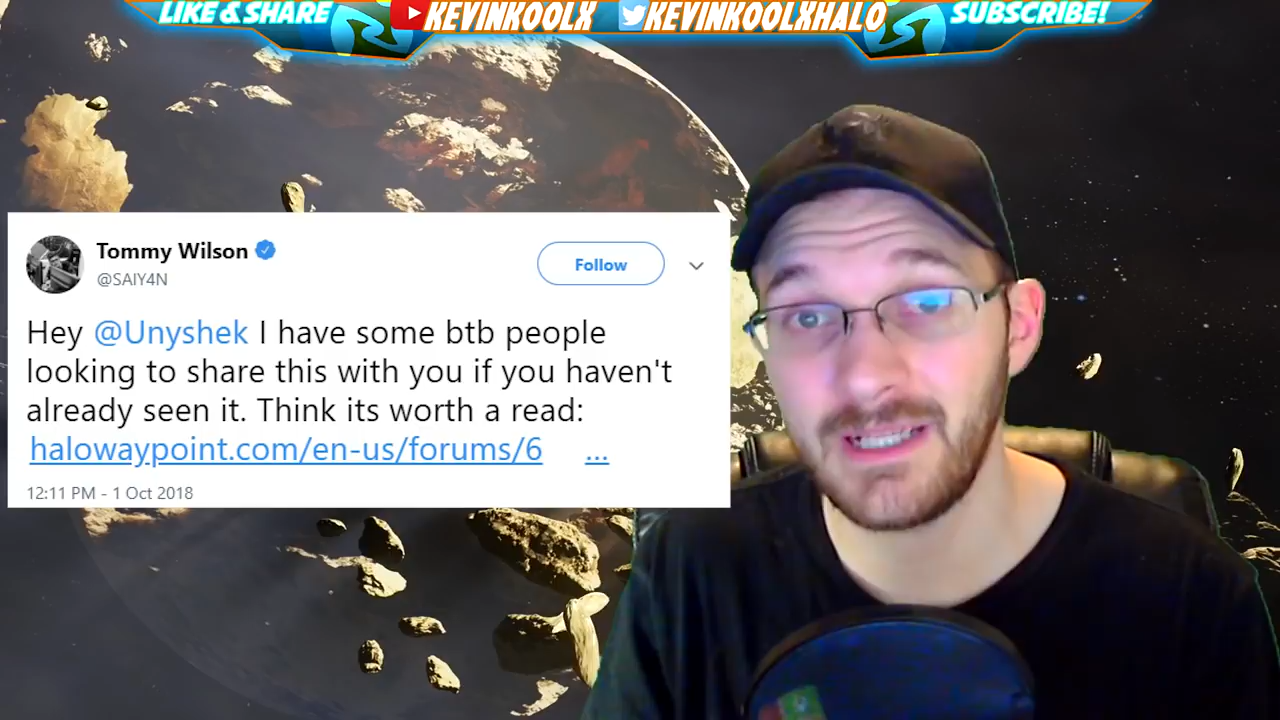 LIKE & SHARE KEVINKOOLX KEVINKOOLXHALO SUBSCRIBE!
Tommy Wilson
@SAIY4N
Follow
Hey @Unyshek I have some btb people
looking to share this with you if you haven't
already seen it. Think its worth a read:
halowaypoint.com/en-us/forums/6 ...
12:11 PM - 1 Oct 2018